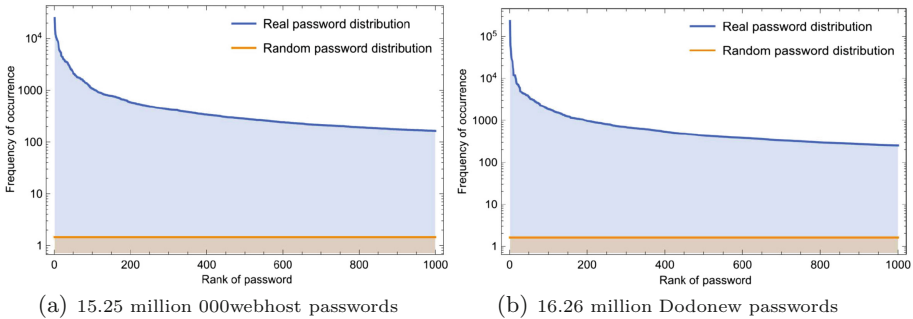 Real password distribution
Random password distribution
Frequency of occurrence
10^4
1000
100
10
1
0 200 400 600 800 1000
Rank of password
(a) 15.25 million 000webhost passwords
Real password distribution
Random password distribution
Frequency of occurrence
10^5
10^4
1000
100
10
1
0 200 400 600 800 1000
Rank of password
(b) 16.26 million Dodonew passwords